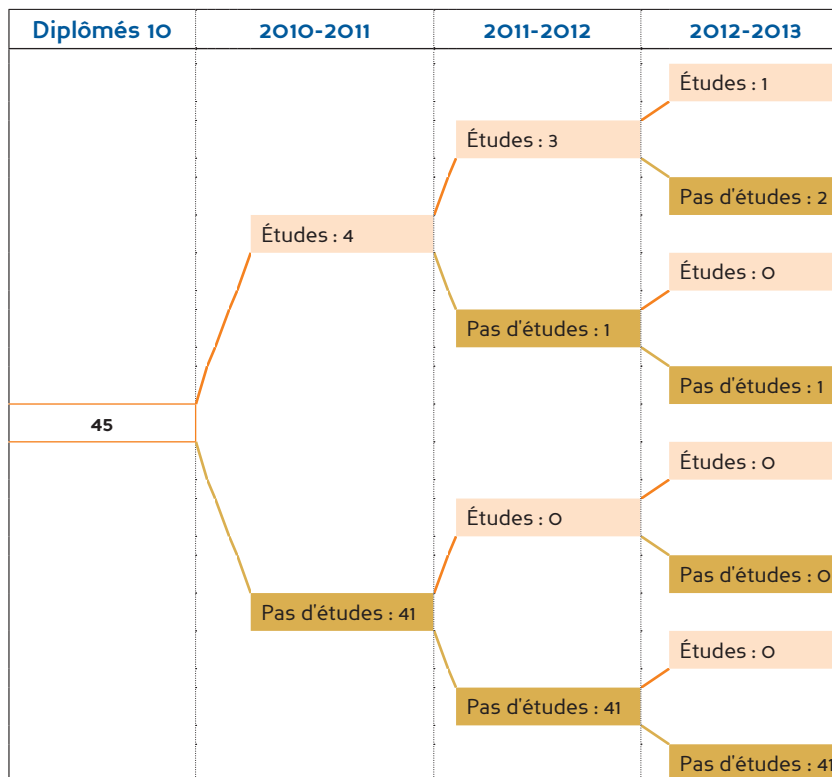 Diplômés 10 2010-2011 2011-2012 2012-2013
Études : 1
Études : 3
Pas d'études : 2
Études : 4
Études : 0
Pas d'études : 1
Pas d'études : 1
45
Études : 0
Études : 0
Pas d'études : 0
Pas d'études : 41
Études : 0
Pas d'études : 41
Pas d'études : 41